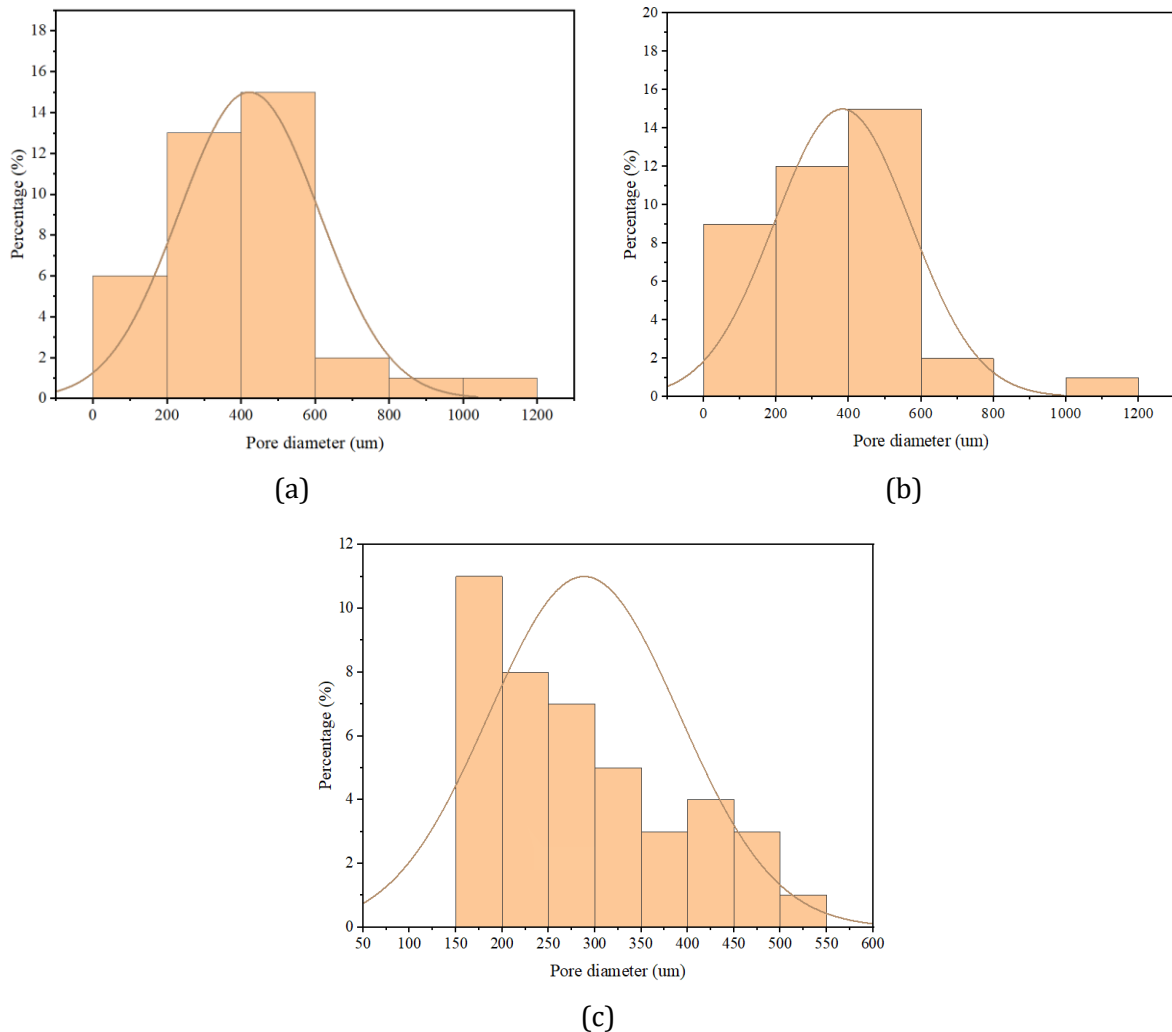 18
16
14
12
10
8
6
4
2
0
Percentage (%)
0 200 400 600 800 1000 1200
Pore diameter (um)
(a)
20
18
16
14
12
10
8
6
4
2
0
Percentage (%)
0 200 400 600 800 1000 1200
Pore diameter (um)
(b)
12
10
8
6
4
2
0
Percentage (%)
50 100 150 200 250 300 350 400 450 500 550 600
Pore diameter (um)
(c)